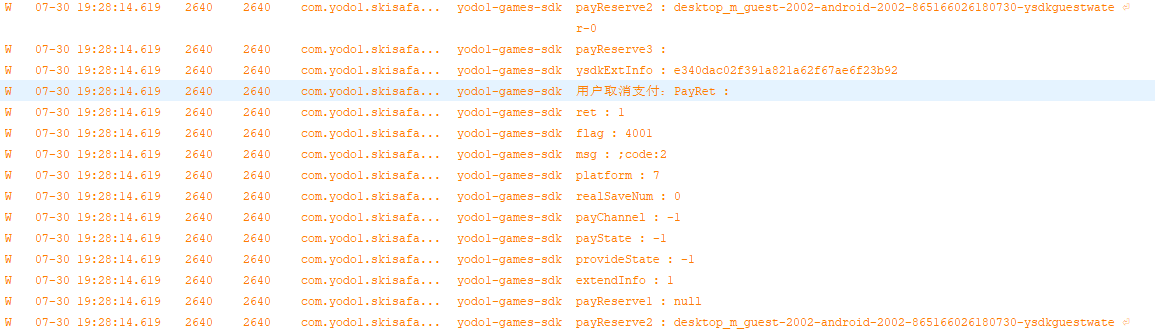 W 07-30 19:28:14.619 2640 2640 com.yodo1.skisafa... yodo1-games-sdk payReserve2 : desktop_m_guest-2002-android-2002-865166026180730-ysdkguestwate
r-0
W 07-30 19:28:14.619 2640 2640 com.yodo1.skisafa... yodo1-games-sdk payReserve3 :
W 07-30 19:28:14.619 2640 2640 com.yodo1.skisafa... yodo1-games-sdk ysdkExtInfo : e340dac02f391a821a62f67ae6f23b92
W 07-30 19:28:14.619 2640 2640 com.yodo1.skisafa... yodo1-games-sdk 用户取消支付：PayRet :
W 07-30 19:28:14.619 2640 2640 com.yodo1.skisafa... yodo1-games-sdk ret : 1
W 07-30 19:28:14.619 2640 2640 com.yodo1.skisafa... yodo1-games-sdk flag : 4001
W 07-30 19:28:14.619 2640 2640 com.yodo1.skisafa... yodo1-games-sdk msg : ;code:2
W 07-30 19:28:14.619 2640 2640 com.yodo1.skisafa... yodo1-games-sdk platform : 7
W 07-30 19:28:14.619 2640 2640 com.yodo1.skisafa... yodo1-games-sdk realSaveNum : 0
W 07-30 19:28:14.619 2640 2640 com.yodo1.skisafa... yodo1-games-sdk payChannel : -1
W 07-30 19:28:14.619 2640 2640 com.yodo1.skisafa... yodo1-games-sdk payState : -1
W 07-30 19:28:14.619 2640 2640 com.yodo1.skisafa... yodo1-games-sdk provideState : -1
W 07-30 19:28:14.619 2640 2640 com.yodo1.skisafa... yodo1-games-sdk extendInfo : 1
W 07-30 19:28:14.619 2640 2640 com.yodo1.skisafa... yodo1-games-sdk payReserve1 : null
W 07-30 19:28:14.619 2640 2640 com.yodo1.skisafa... yodo1-games-sdk payReserve2 : desktop_m_guest-2002-android-2002-865166026180730-ysdkguestwate